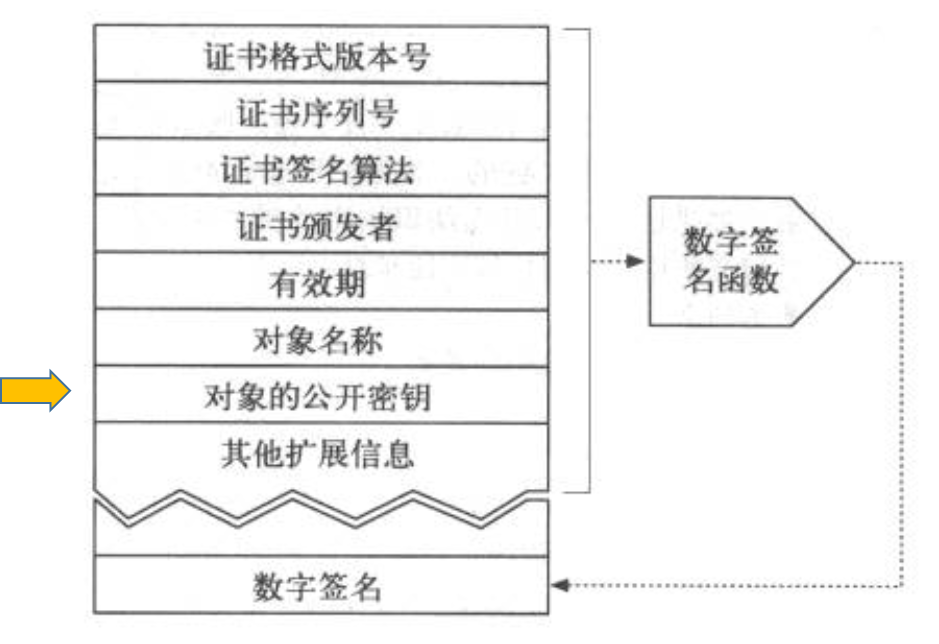 证书格式版本号
证书序列号
证书签名算法
证书颁发者
有效期
对象名称
对象的公开密钥
其他扩展信息
数字签
名函数
数字签名